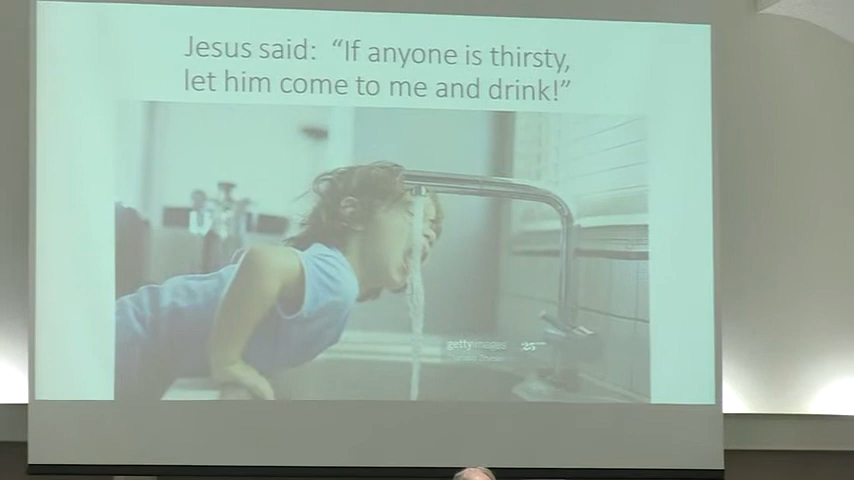 Jesus said:  “If anyone is thirsty,
let him come to me and drink!”
gettyimages